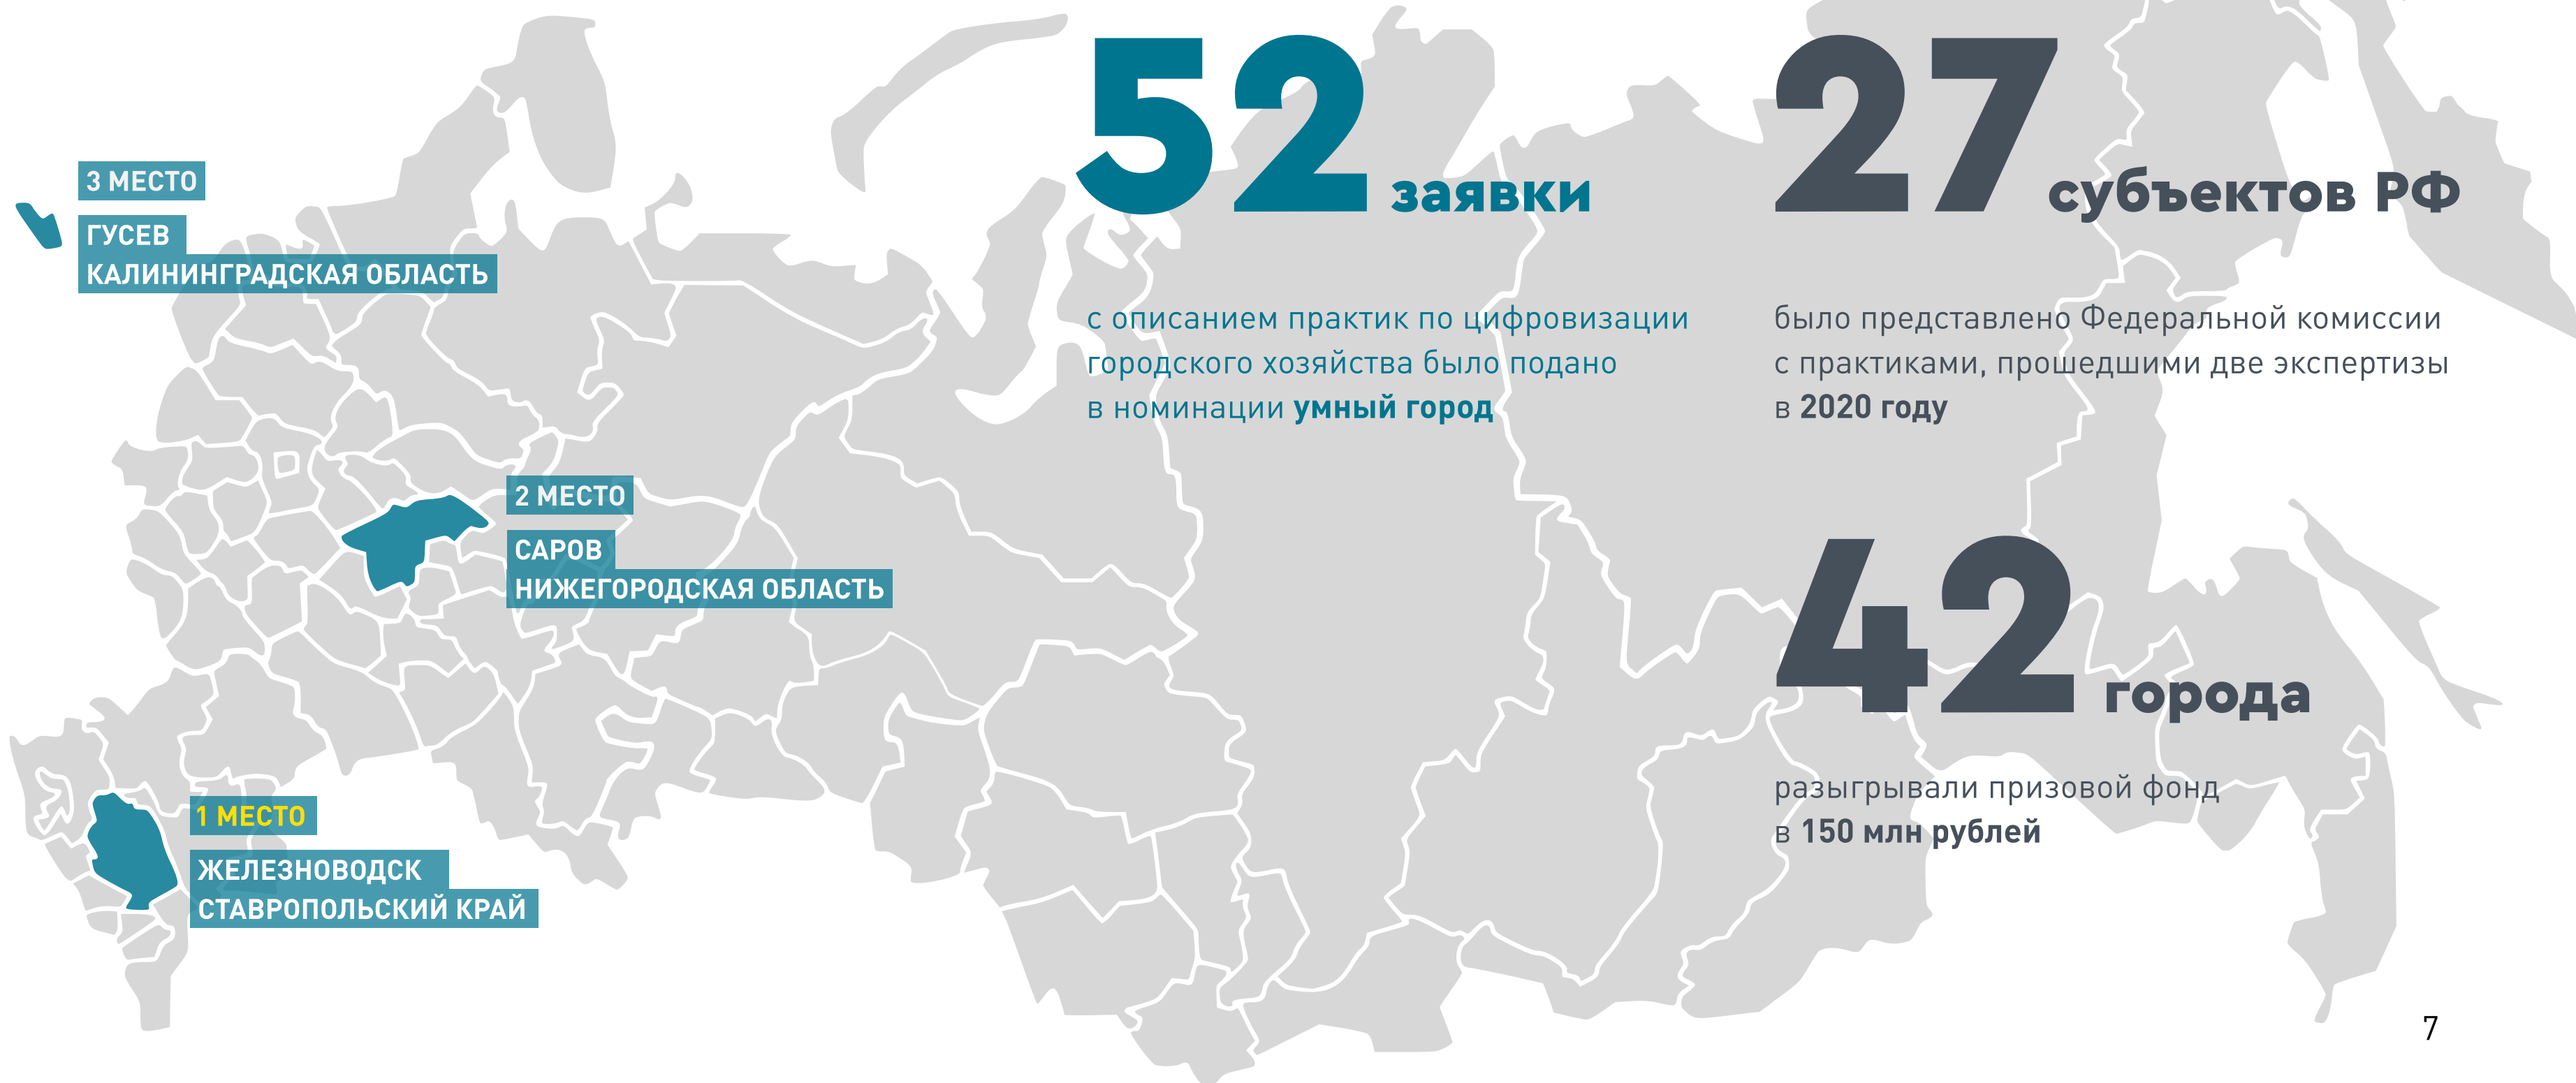 52 заявки
с описанием практик по цифровизации
городского хозяйства было подано
в номинации умный город
27 субъектов РФ
было представлено Федеральной комиссии
с практиками, прошедшими две экспертизы
в 2020 году
42 города
разыгрывали призовой фонд
в 150 млн рублей
3 МЕСТО
ГУСЕВ
КАЛИНИНГРАДСКАЯ ОБЛАСТЬ
2 МЕСТО
САРОВ
НИЖЕГОРОДСКАЯ ОБЛАСТЬ
1 МЕСТО
ЖЕЛЕЗНОВОДСК
СТАВРОПОЛЬСКИЙ КРАЙ
7